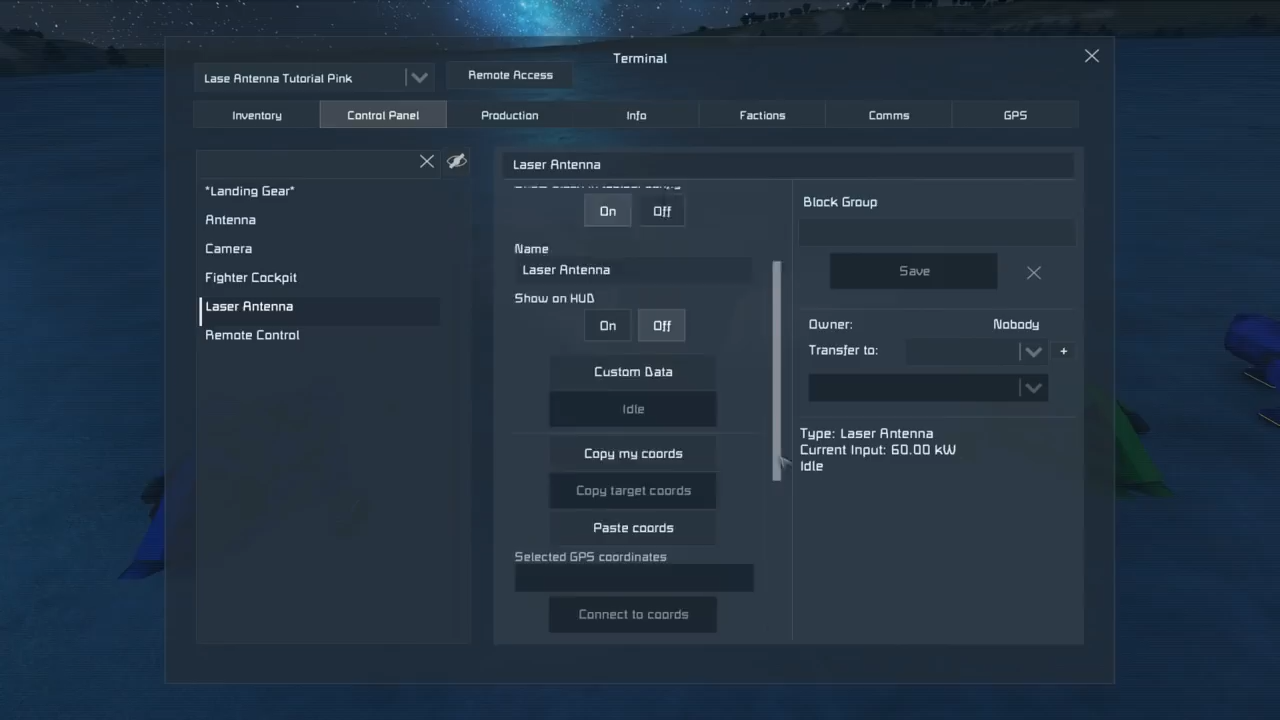 Terminal
Lase Antenna Tutorial Pink
Remote Access
Inventory
Control Panel
Production
Info
Factions
Comms
GPS
*Landing Gear*
Antenna
Camera
Fighter Cockpit
Laser Antenna
Remote Control
Laser Antenna
On Off
Name
Laser Antenna
Show on HUD
On Off
Custom Data
Idle
Copy my coords
Copy target coords
Paste coords
Selected GPS coordinates
Connect to coords
Block Group
Save
Owner: Nobody
Transfer to:
Type: Laser Antenna
Current Input: 60.00 kW
Idle